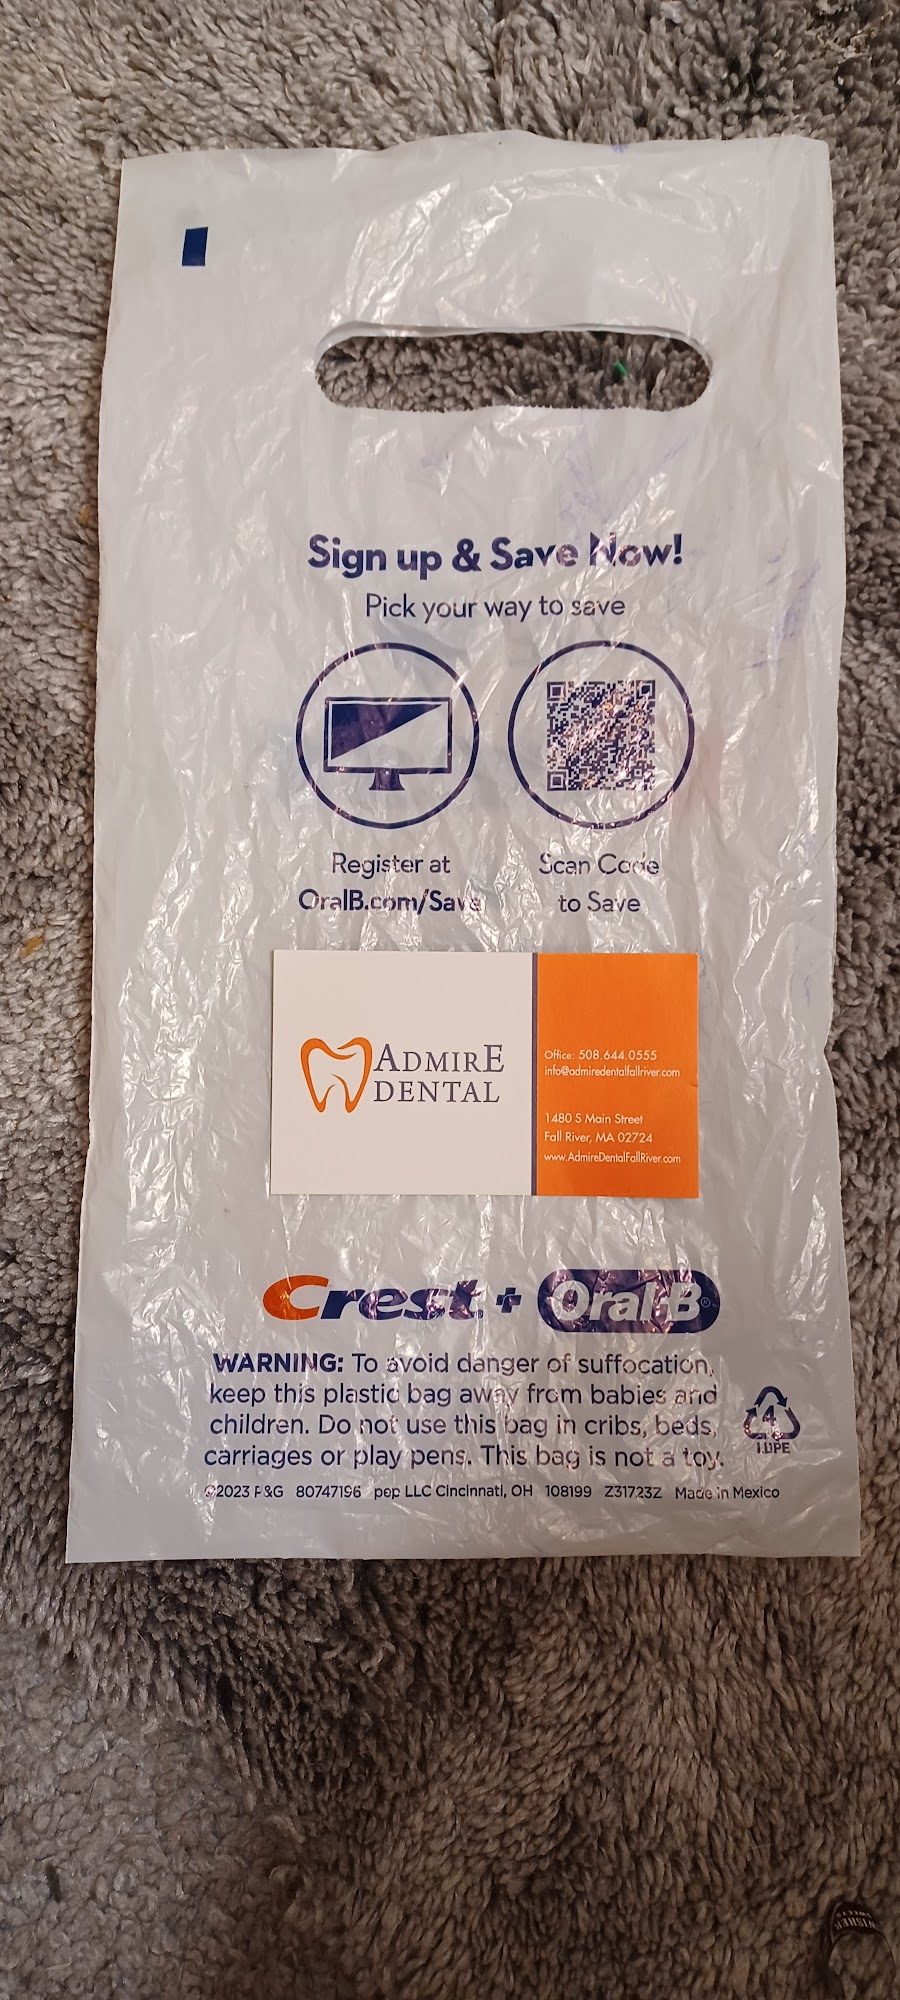 Sign up & Save Now!
Pick your way to save
Register at
OralB.com/Save
Scan Code
to Save
ADMIRE
DENTAL
Office: 508.644.0555
info@admiredentalfallriver.com
1480 S Main Street
Fall River, MA 02724
www.AdmireDentalFallRiver.com
Crest + Oral-B®
WARNING: To avoid danger of suffocation,
keep this plastic bag away from babies and
children. Do not use this bag in cribs, beds,
carriages or play pens. This bag is not a toy.
4
LDPE
©2023 P&G 80747196 pep LLC Cincinnati, OH 108199 Z31723Z Made in Mexico